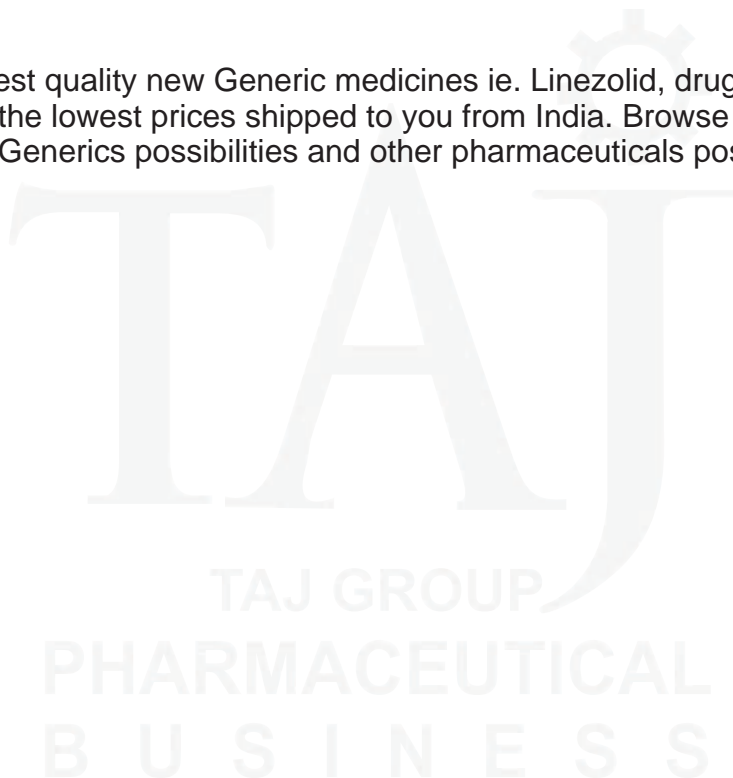 est quality new Generic medicines ie. Linezolid, drug
the lowest prices shipped to you from India. Browse
Generics possibilities and other pharmaceuticals pos
TAJ
TAJ GROUP
PHARMACEUTICAL
BUSINESS